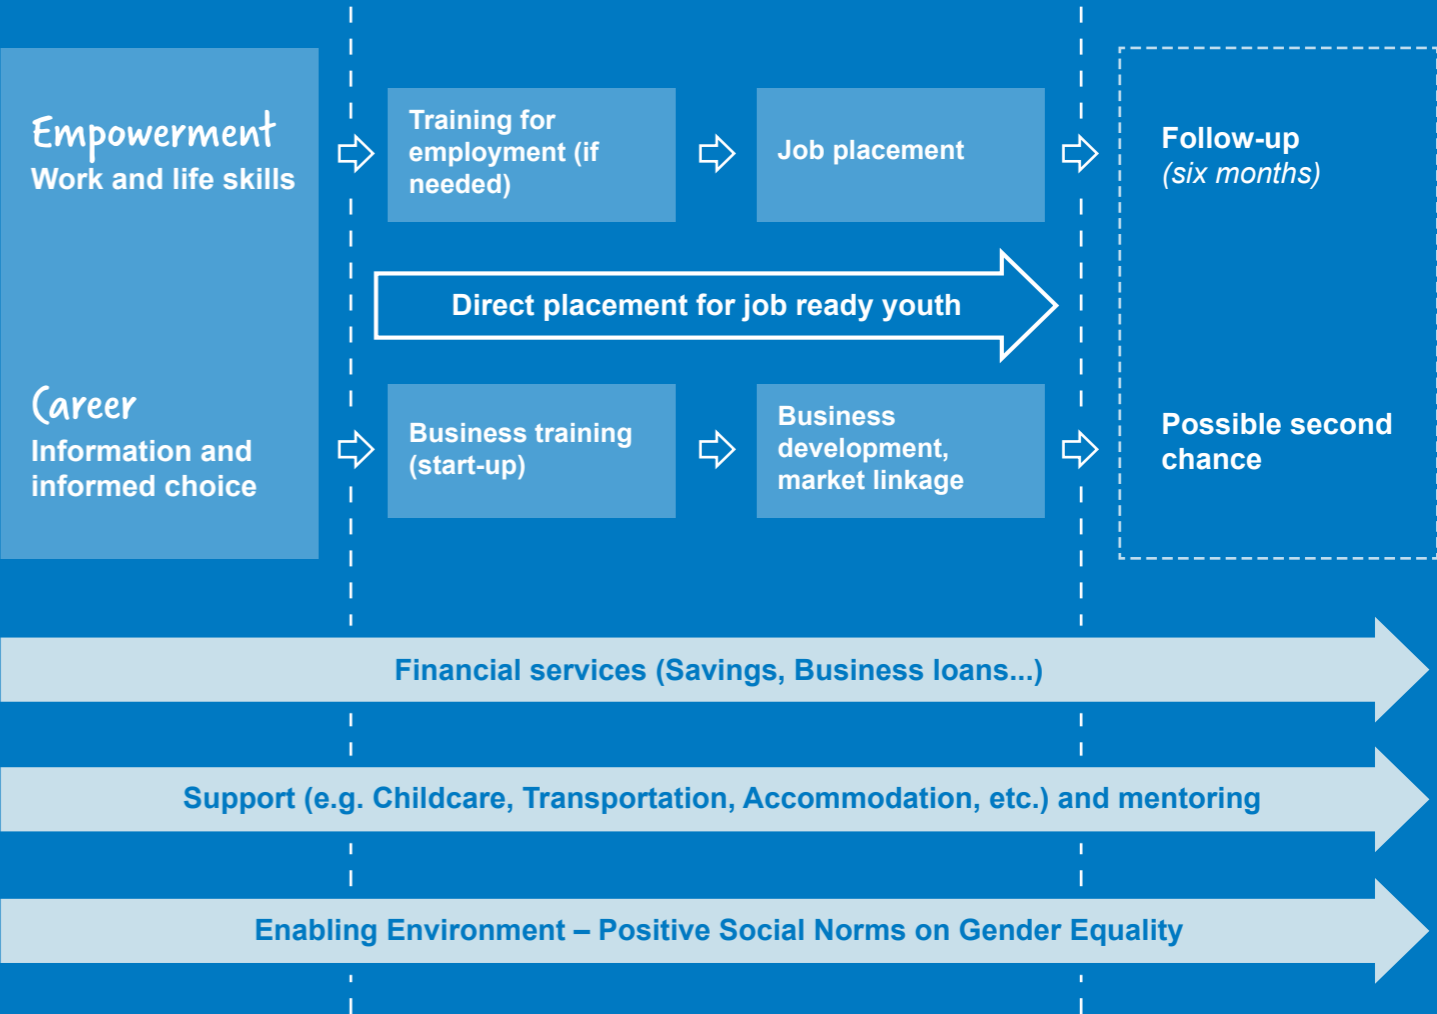 Empowerment
Work and life skills
Career
Information and
informed choice
Training for
employment (if
needed)
Job placement
Direct placement for job ready youth
Business training
(start-up)
Business
development,
market linkage
Follow-up
(six months)
Possible second
chance
Financial services (Savings, Business loans...)
Support (e.g. Childcare, Transportation, Accommodation, etc.) and mentoring
Enabling Environment – Positive Social Norms on Gender Equality